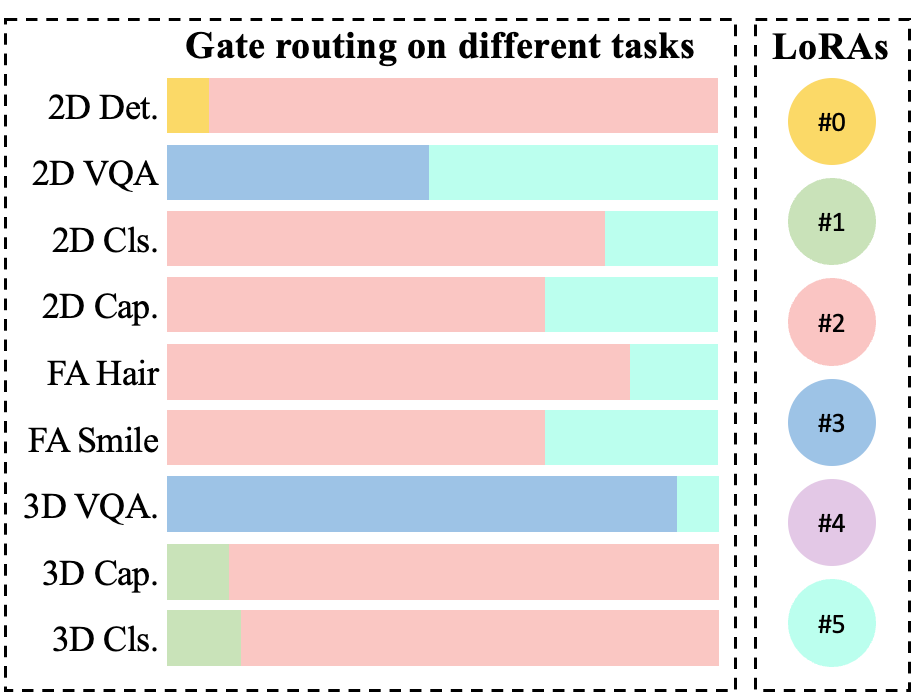 Gate routing on different tasks
2D Det.
2D VQA
2D Cls.
2D Cap.
FA Hair
FA Smile
3D VQA.
3D Cap.
3D Cls.
LoRAs
#0
#1
#2
#3
#4
#5